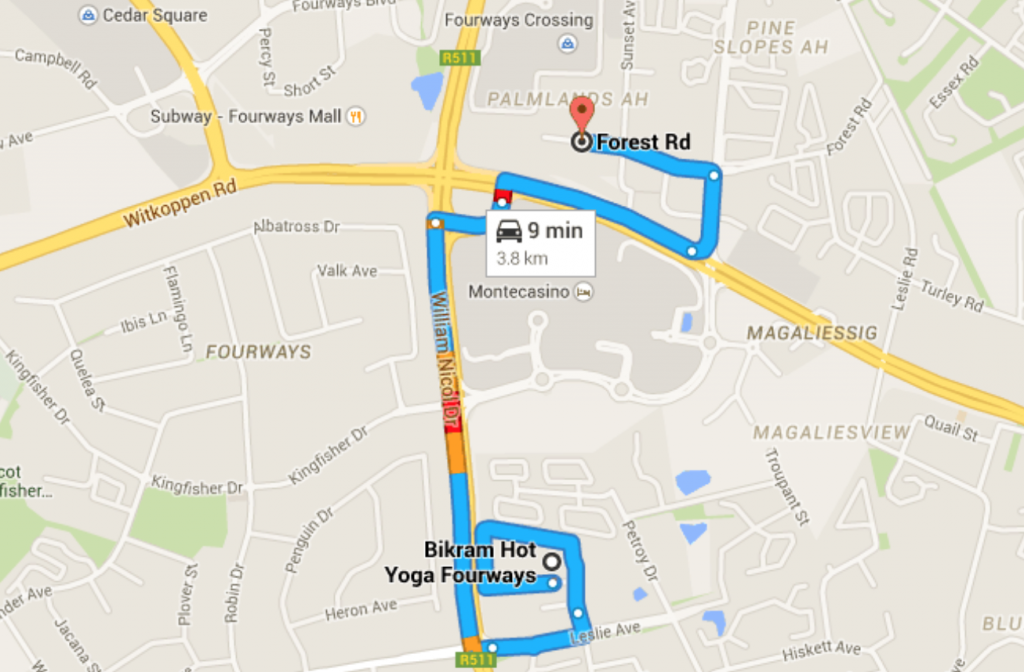 Cedar Square
Fourways Blvd
Fourways Crossing
Sunset Av
PINE
SLOPES AH
Campbell Rd
Percy St
Short St
R511
Essex Rd
PALMLANDS AH
Subway - Fourways Mall
Ave
Forest Rd
Forest Rd
Witkoppen Rd
Albatross Dr
9 min
3.8 km
Valk Ave
Flamingo Ln
Montecasino
Leslie Rd
Turley Rd
Ibis Ln
William Nicol Dr
MAGALIESSIG
FOURWAYS
Quelea St
Kingfisher Dr
Quail St
MAGALIESVIEW
Kingfisher Dr
Troupant St
cot
fisher...
Kingfisher Dr
Penguin Dr
Petroy Dr
Bikram Hot
Yoga Fourways
Plover St
Robin Dr
nder Ave
Heron Ave
Leslie Ave
Jacana St
BLU
Hiskett Ave
R511